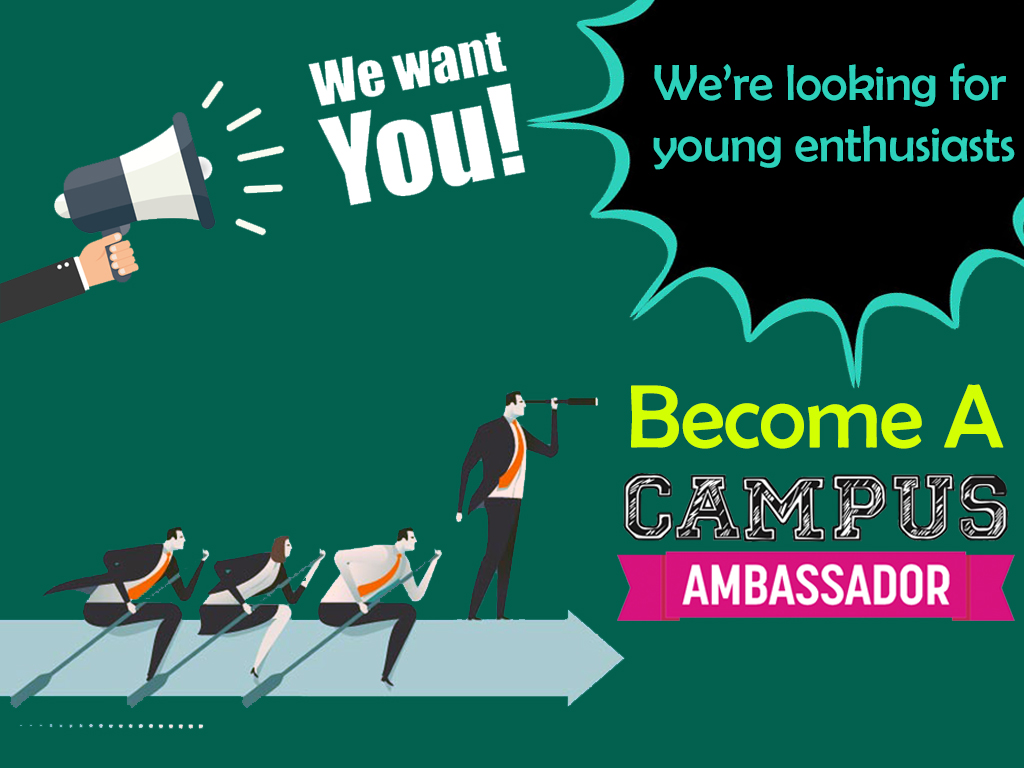 We want
You!
We're looking for
young enthusiasts
Become A
CAMPUS
AMBASSADOR